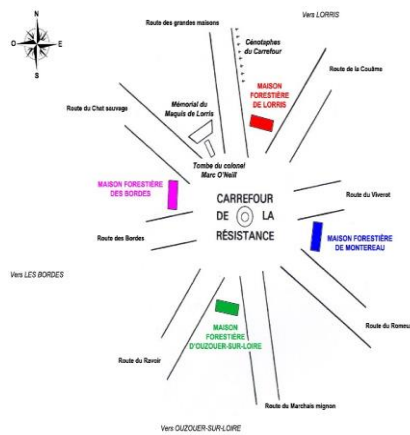 N
O
E
S
Vers LORRIS
Route des grandes maisons
Cénotaphes
du Carrefour
Route de la Couâme
MAISON
FORESTIÈRE
DE LORRIS
Route du Chat sauvage
Mémorial du
Maquis de Lorris
Tombe du colonel
Marc O'Neill
MAISON FORESTIÈRE
DES BORDES
CARREFOUR
DE LA
RÉSISTANCE
Route du Viverot
MAISON FORESTIÈRE
DE MONTEREAU
Route des Bordes
Vers LES BORDES
MAISON
FORESTIÈRE
D'OUZOUER-SUR-LOIRE
Route du Romeu
Route du Ravoir
Route du Marchais mignon
Vers OUZOUER-SUR-LOIRE